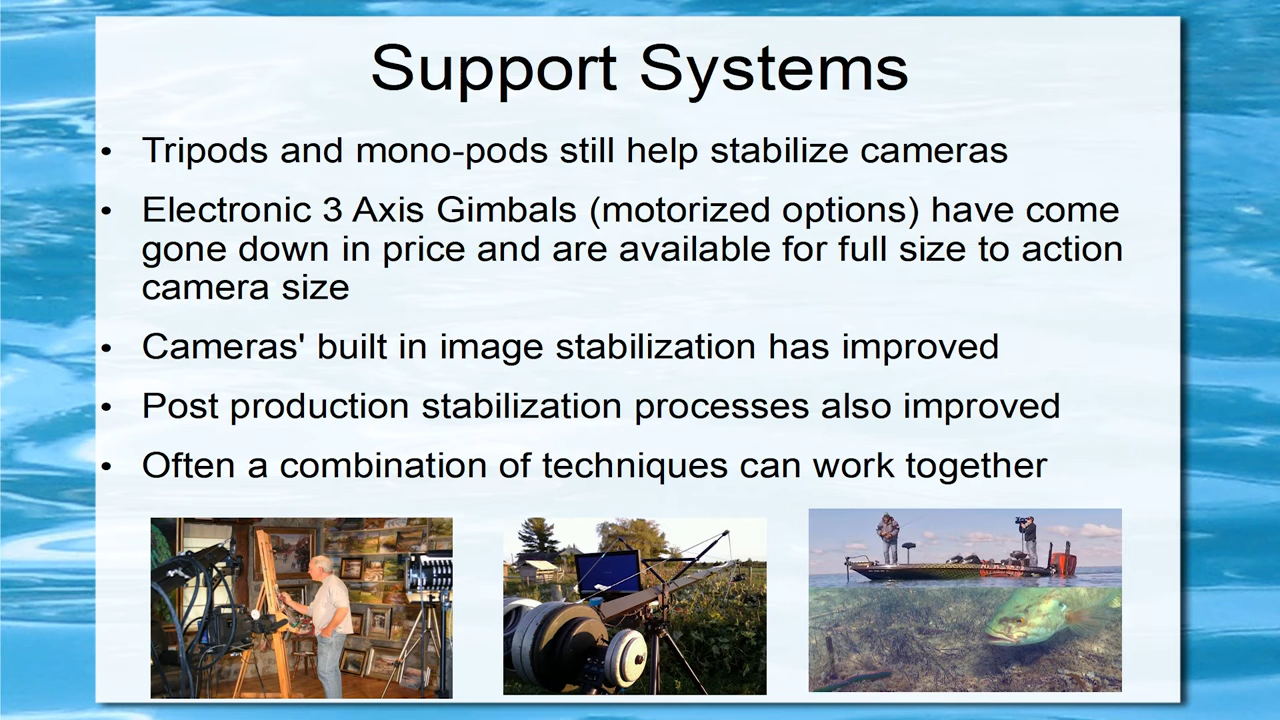 Support Systems
• Tripods and mono-pods still help stabilize cameras
• Electronic 3 Axis Gimbals (motorized options) have come
gone down in price and are available for full size to action
camera size
• Cameras' built in image stabilization has improved
• Post production stabilization processes also improved
• Often a combination of techniques can work together